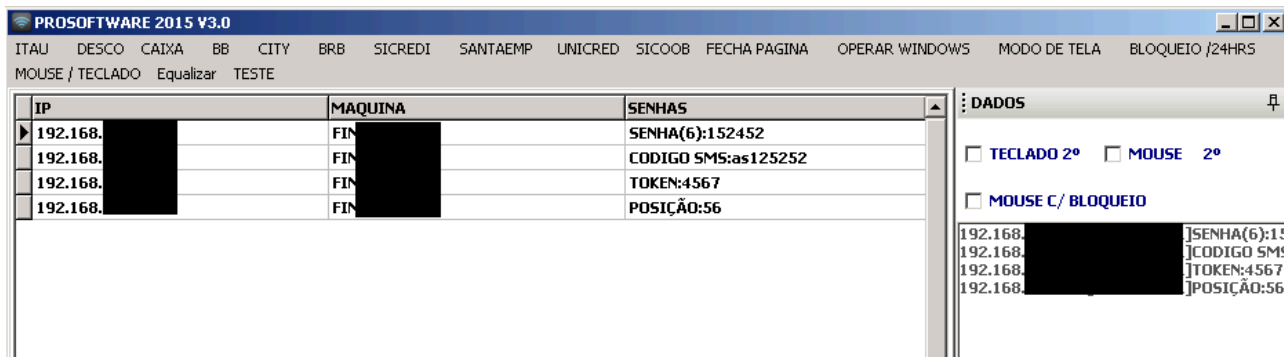 PROSOFTWARE 2015 V3.0
ITAU DESCO CAIXA BB CITY BRB SICREDI SANTAEMP UNICRED SICOOB FECHA PAGINA OPERAR WINDOWS MODO DE TELA BLOQUEIO /24HRS
MOUSE / TECLADO Equalizar TESTE
IP MAQUINA SENHAS
192.168. FIN SENHA(6):152452
192.168. FIN CODIGO SMS:as125252
192.168. FIN TOKEN:4567
192.168. FIN POSIÇÃO:56
DADOS
TECLADO 2º MOUSE 2º
MOUSE C/ BLOQUEIO
192.168. ]SENHA(6):15
192.168. ]CODIGO SMS
192.168. ]TOKEN:4567
192.168. ]POSIÇÃO:56